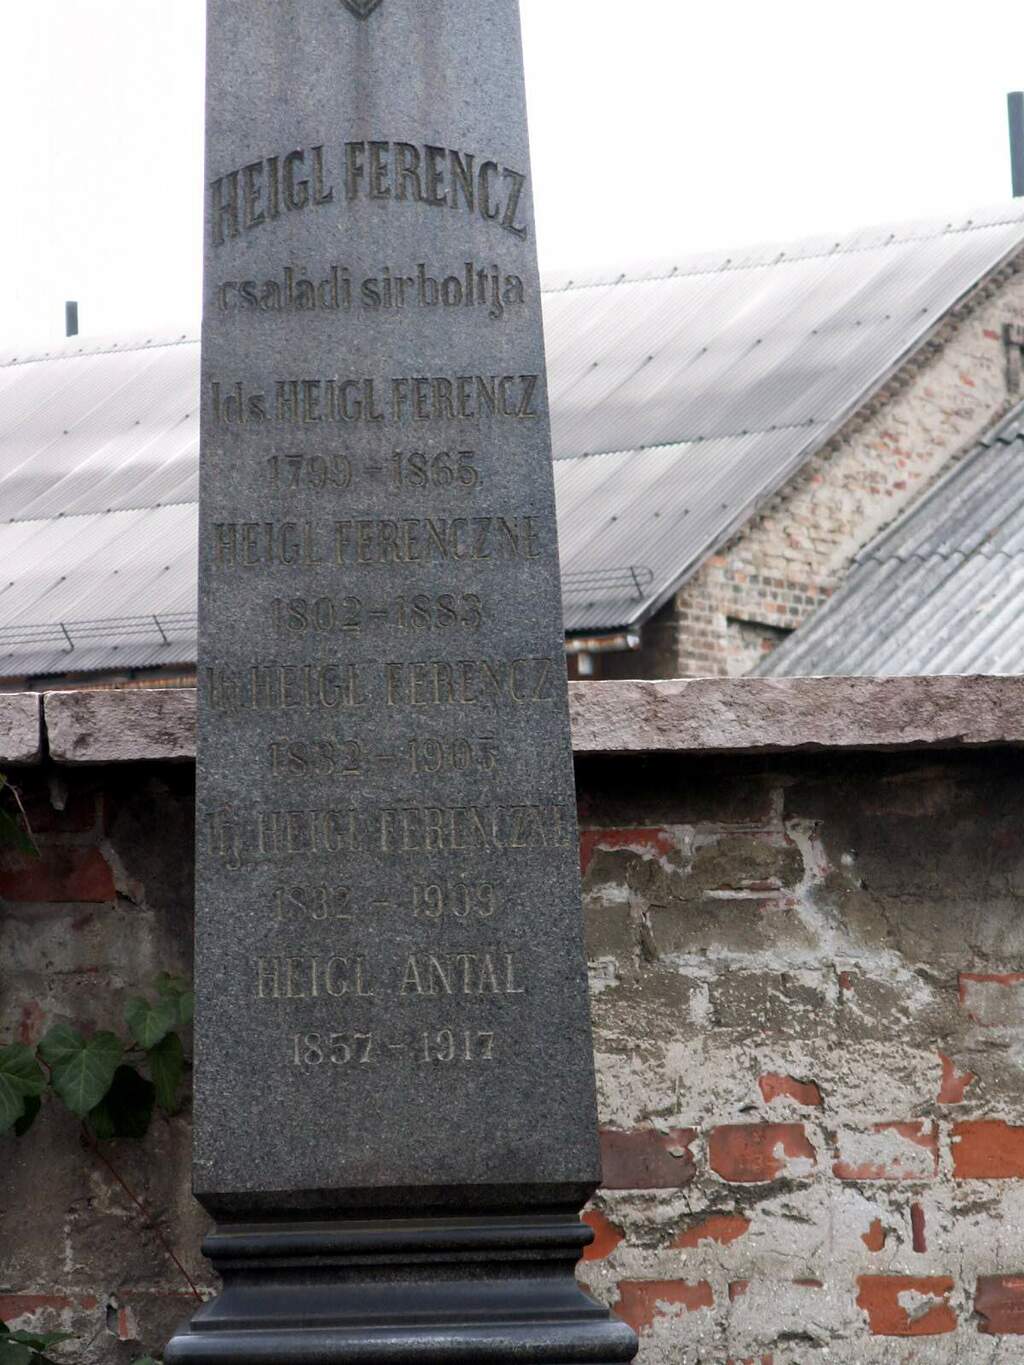 HEIGL FERENCZ
családi sirboltja
Ids. HEIGL FERENCZ
1799 - 1865.
HEIGL FERENCZNE
1802 - 1883
Ifj. HEIGL FERENCZ
1832 - 1905
Ifj. HEIGL FERENCZNE
1832 - 1909
HEIGL ANTAL
1857 - 1917